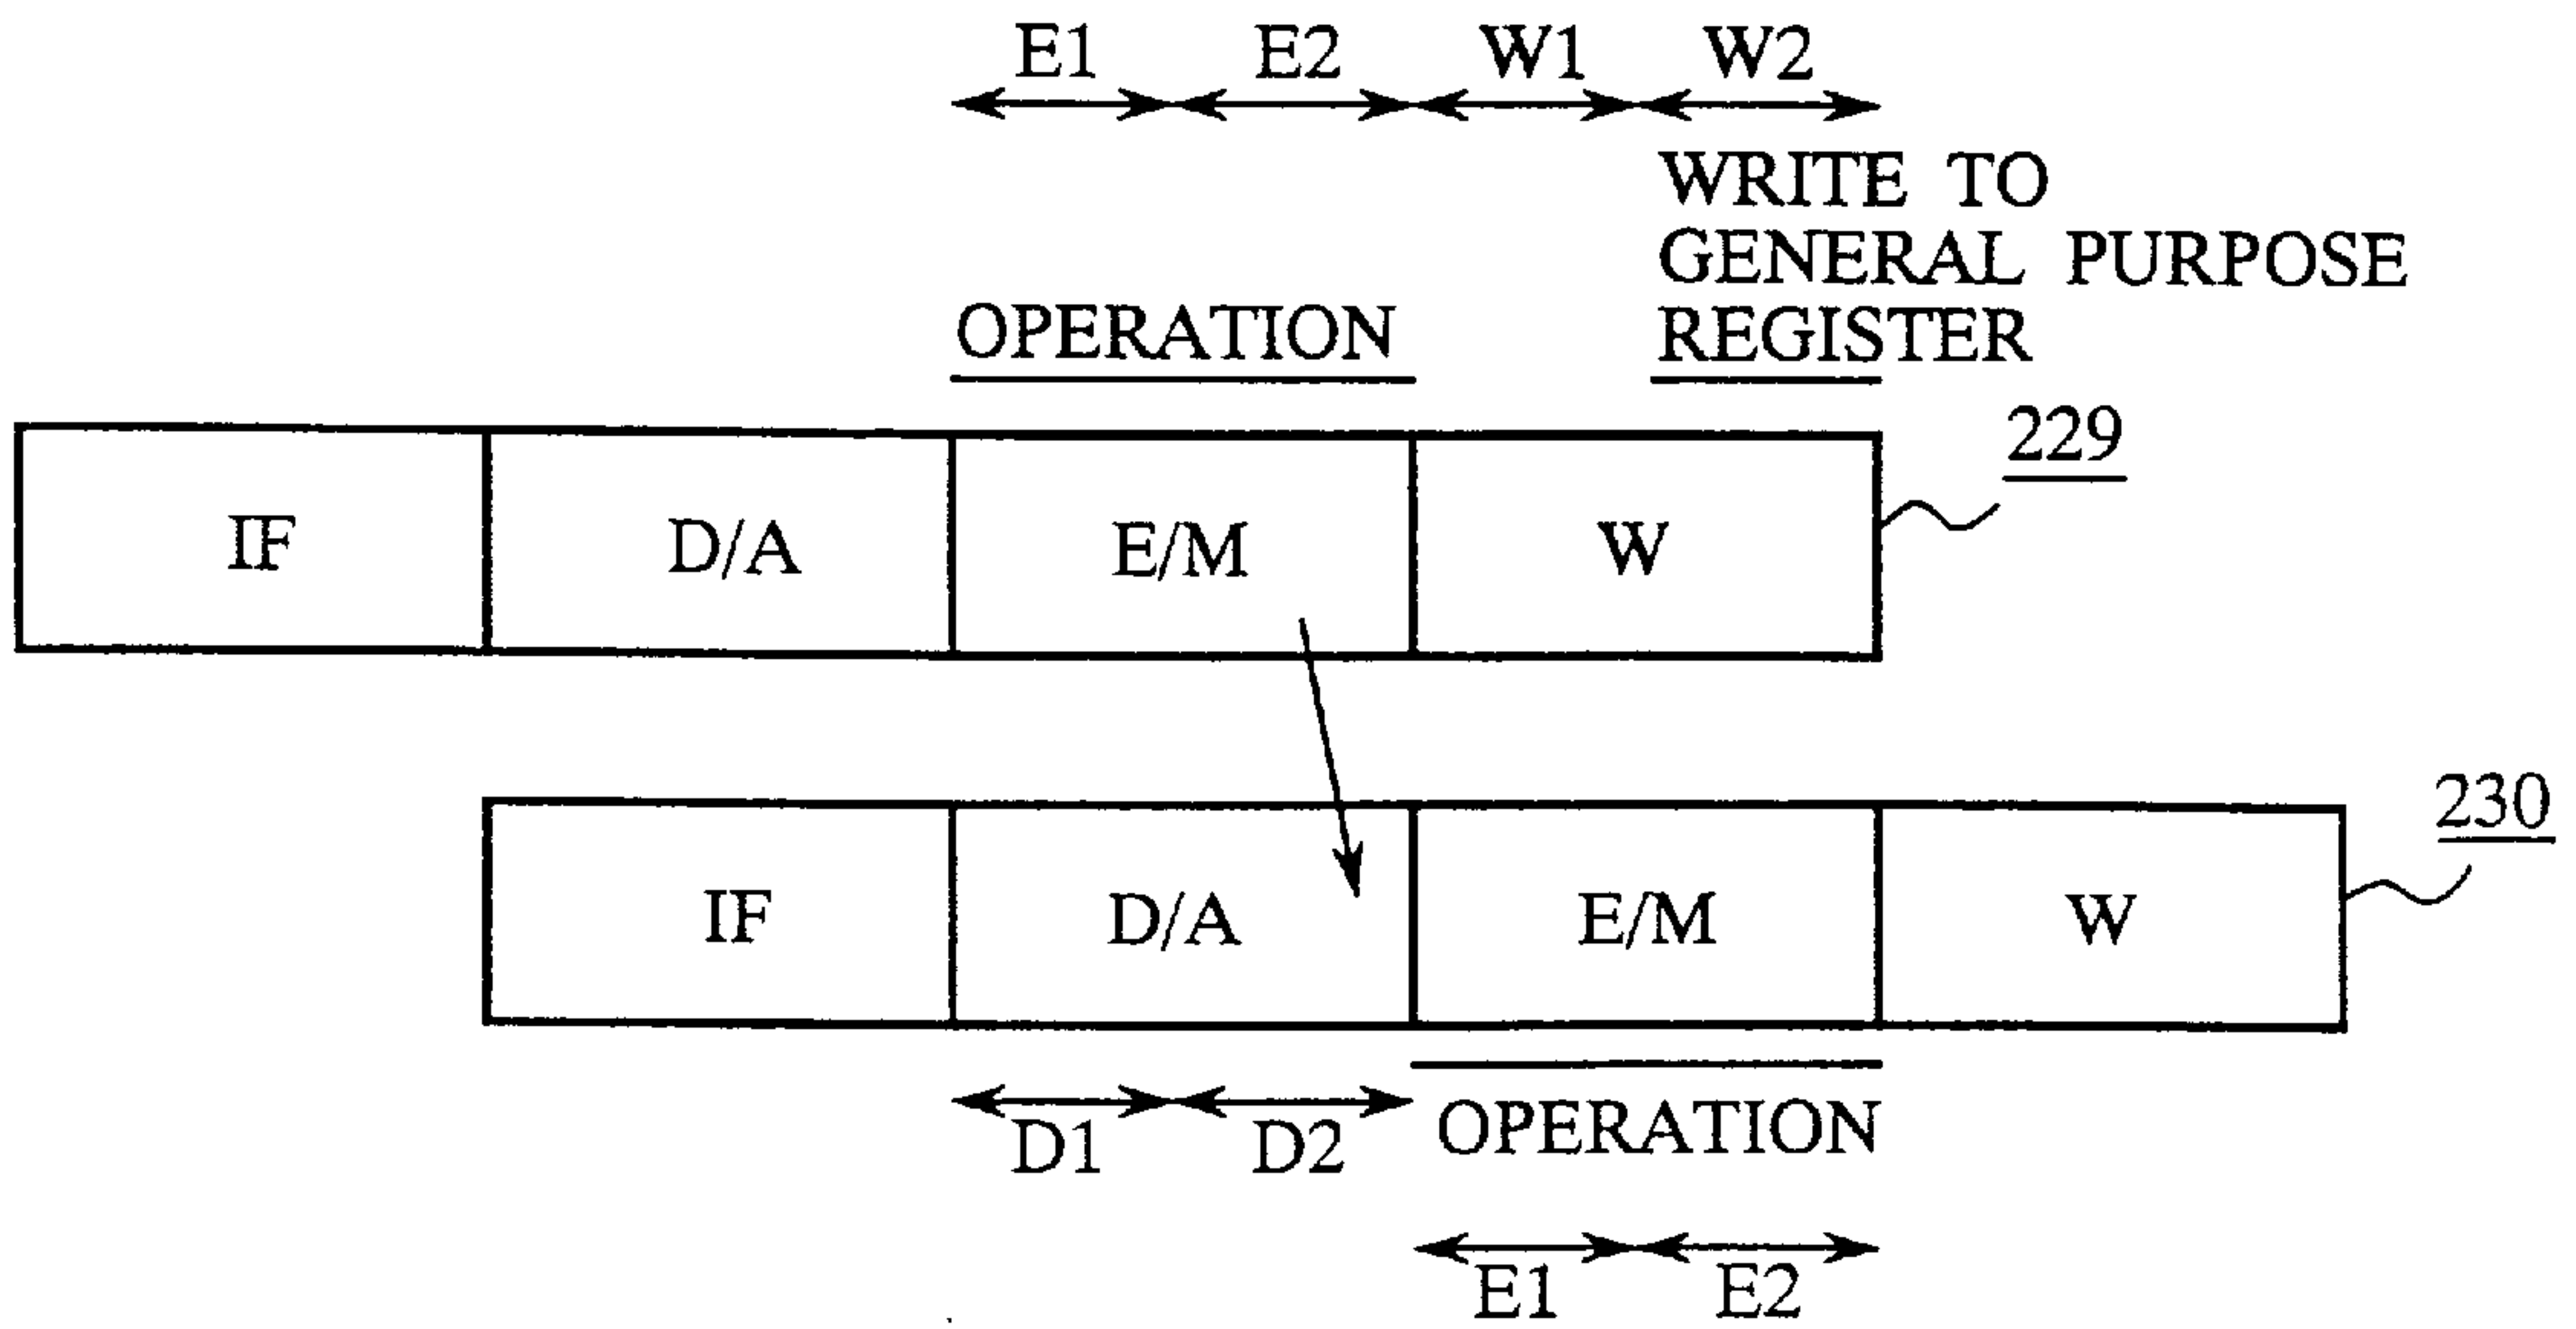 E1 E2 W1 W2
WRITE TO
GENERAL PURPOSE
OPERATION REGISTER
229
IF D/A E/M W
230
IF D/A E/M W
D1 D2 OPERATION
E1 E2